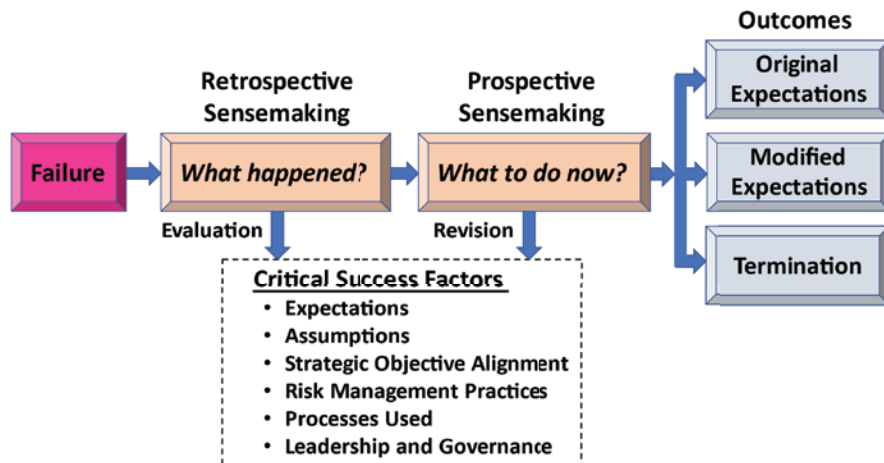 Outcomes
Retrospective
Sensemaking
Prospective
Sensemaking
Original
Expectations
Failure
What happened?
What to do now?
Modified
Expectations
Evaluation
Revision
Termination
Critical Success Factors
• Expectations
• Assumptions
• Strategic Objective Alignment
• Risk Management Practices
• Processes Used
• Leadership and Governance